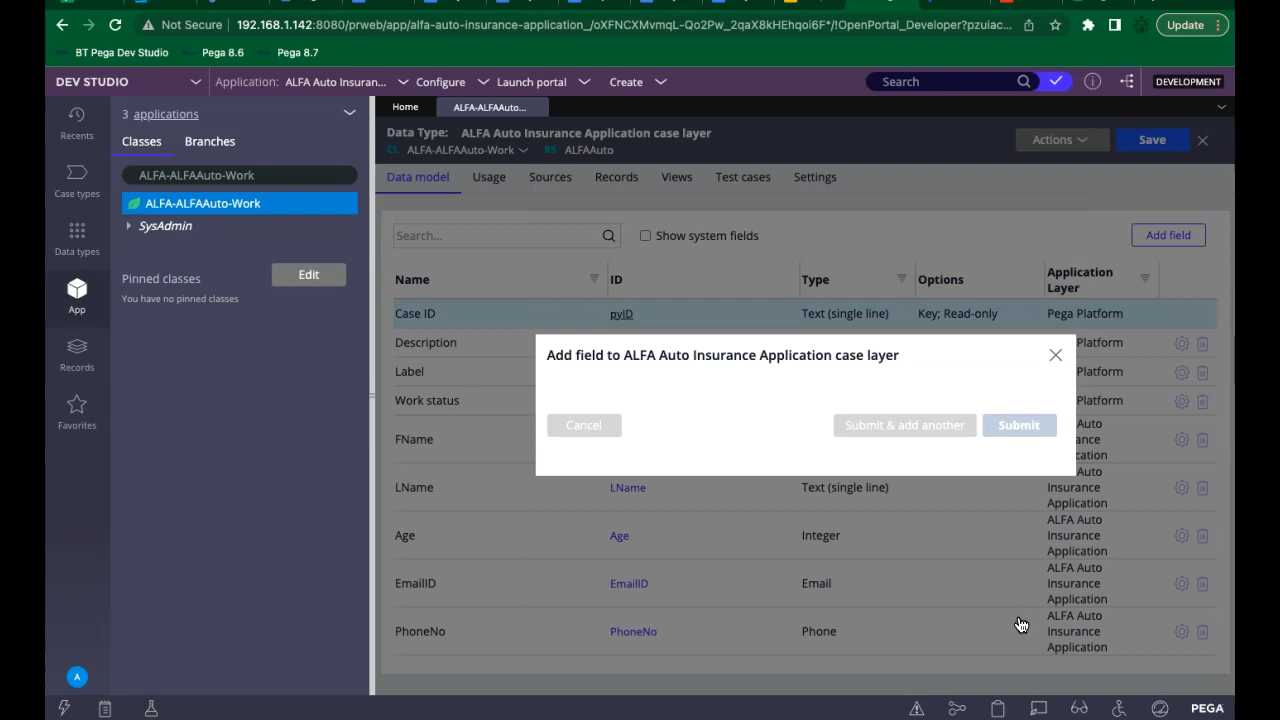 Not Secure
192.168.1.142:8080/prweb/app/alfa-auto-insurance-application_/oXFNCXMvmqL-Qo2Pw_2qaX8kHEhqoi6F*/!OpenPortal_Developer?pzuiac...
Update
BT Pega Dev Studio
Pega 8.6
Pega 8.7
DEV STUDIO
Application: ALFA Auto Insuran...
Configure
Launch portal
Create
Search
DEVELOPMENT
Recents
Case types
Data types
App
Records
Favorites
A
3 applications
Classes
Branches
ALFA-ALFAAuto-Work
ALFA-ALFAAuto-Work
SysAdmin
Pinned classes
Edit
You have no pinned classes
Home
ALFA-ALFAAuto...
Data Type: ALFA Auto Insurance Application case layer
CL ALFA-ALFAAuto-Work RS ALFAAuto
Actions
Save
Data model
Usage
Sources
Records
Views
Test cases
Settings
Search...
Show system fields
Add field
Name
ID
Type
Options
Application
Layer
Case ID
pyID
Text (single line)
Key; Read-only
Pega Platform
Description
Platform
Label
Platform
Work status
Platform
Add field to ALFA Auto Insurance Application case layer
Cancel
Submit & add another
Submit
FName
LName
LName
Text (single line)
ALFA Auto
Insurance
Application
Age
Age
Integer
ALFA Auto
Insurance
Application
EmailID
EmailID
Email
ALFA Auto
Insurance
Application
PhoneNo
PhoneNo
Phone
ALFA Auto
Insurance
Application
PEGA